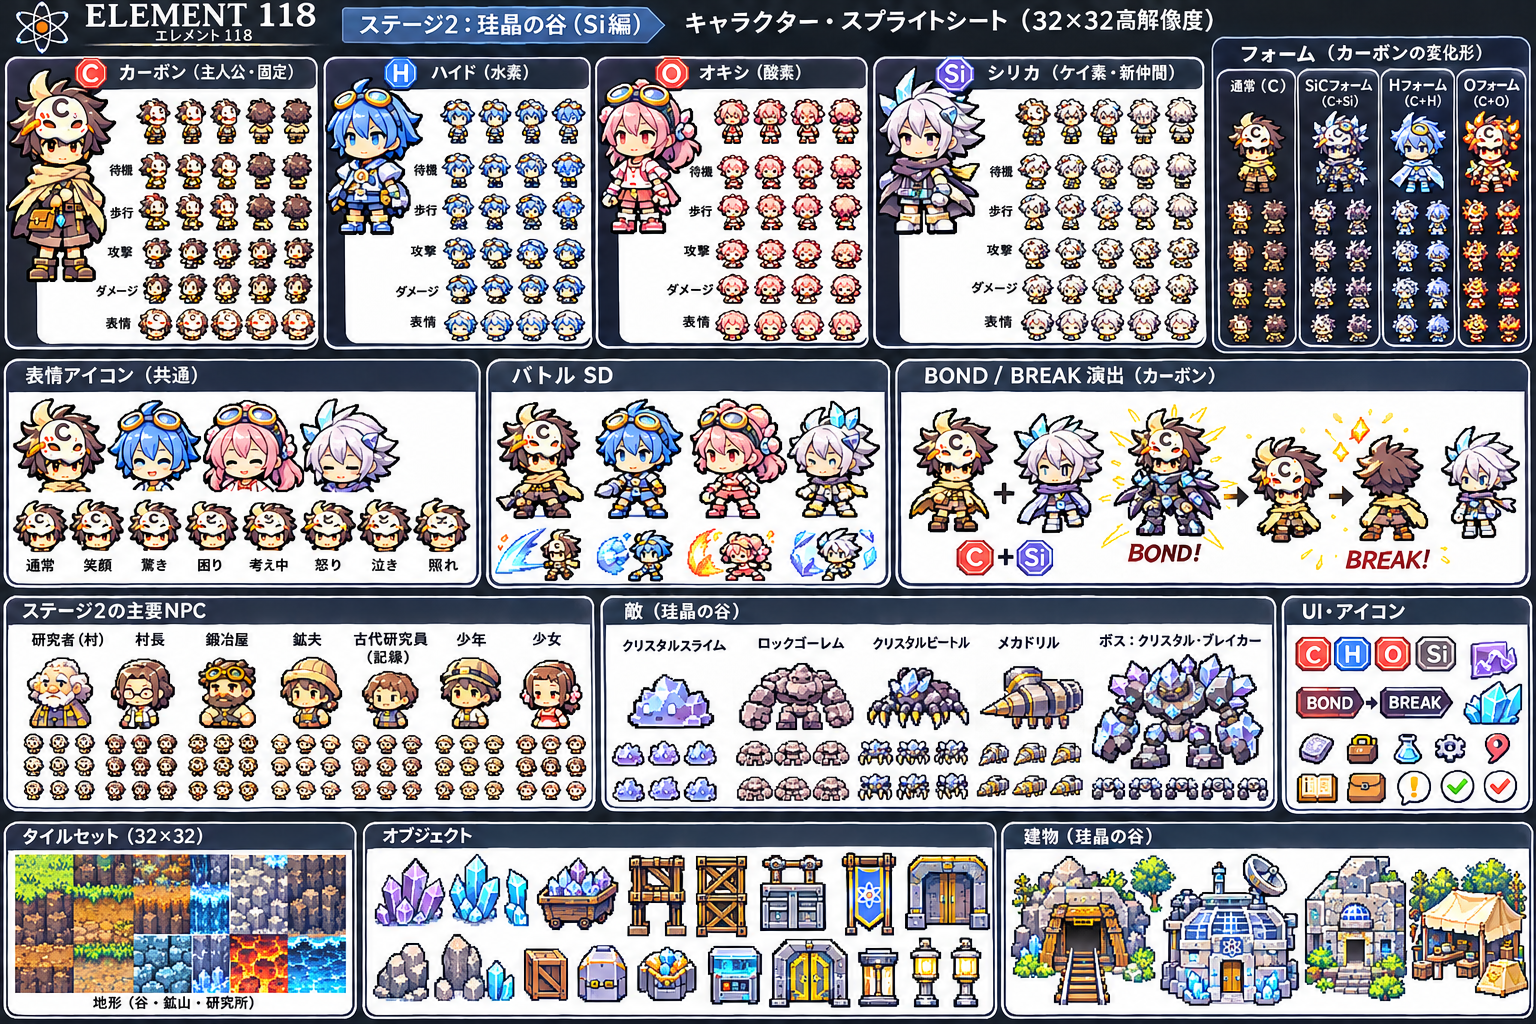 ELEMENT 118
エレメント 118
ステージ2：珪晶の谷（Si編）
キャラクター・スプライトシート（32×32高解像度）
C カーボン（主人公・固定）
待機
歩行
攻撃
ダメージ
表情
H ハイド（水素）
待機
歩行
攻撃
ダメージ
表情
O オキシ（酸素）
待機
歩行
攻撃
ダメージ
表情
Si シリカ（ケイ素・新仲間）
待機
歩行
攻撃
ダメージ
表情
フォーム（カーボンの変化形）
通常（C）
SiCフォーム
（C+Si）
Hフォーム
（C+H）
Oフォーム
（C+O）
表情アイコン（共通）
通常 笑顔 驚き 困り 考え中 怒り 泣き 照れ
バトル SD
BOND / BREAK 演出（カーボン）
+
C+Si
BOND!
BREAK!
ステージ2の主要NPC
研究者（村） 村長 鍛冶屋 鉱夫 古代研究員
（記録）
少年 少女
敵（珪晶の谷）
クリスタルスライム ロックゴーレム クリスタルビートル メカドリル ボス：クリスタル・ブレイカー
UI・アイコン
C H O Si
BOND BREAK
タイルセット（32×32）
地形（谷・鉱山・研究所）
オブジェクト
建物（珪晶の谷）